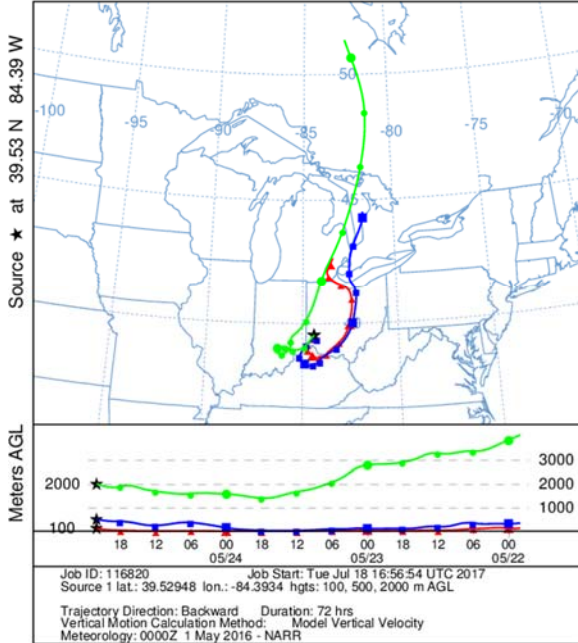 Source ★ at 39.53 N 84.39 W
-100
-95
-90
-85
-80
-75
-70
50
45
40
Meters AGL
2000
100
3000
2000
1000
18 12 06 00 18 12 06 00 18 12 06 00
05/24 05/23 05/22
Job ID: 116820 Job Start: Tue Jul 18 16:56:54 UTC 2017
Source 1 lat.: 39.52948 lon.: -84.3934 hgts: 100, 500, 2000 m AGL
Trajectory Direction: Backward Duration: 72 hrs
Vertical Motion Calculation Method: Model Vertical Velocity
Meteorology: 0000Z 1 May 2016 - NARR